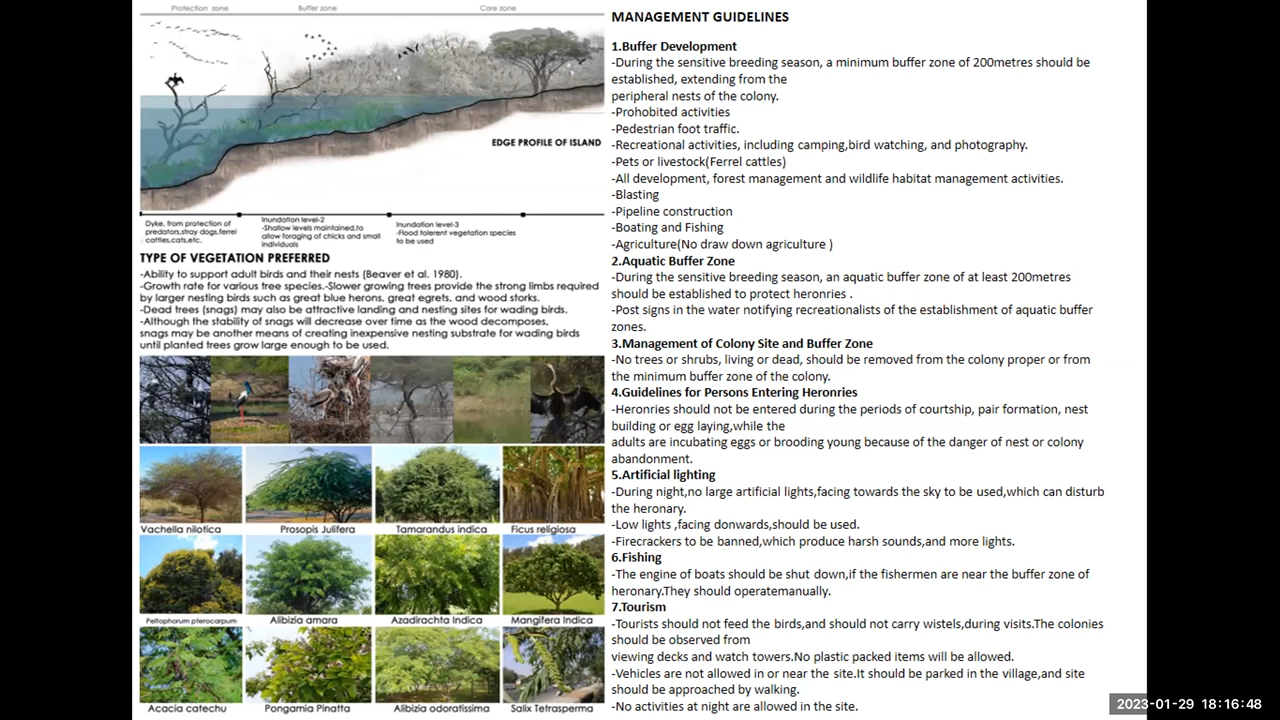 Protection zone
Buffer zone
Core zone
EDGE PROFILE OF ISLAND
Dyke, from protection of
predators,stray dogs,ferrel
cattles,cats,etc.
Inundation level-2
-Shallow levels maintained,to
allow foraging of chicks and small
individuals
Inundation level-3
-Flood tolerent vegetation species
to be used
TYPE OF VEGETATION PREFERRED
-Ability to support adult birds and their nests (Beaver et al. 1980).
-Growth rate for various tree species.-Slower growing trees provide the strong limbs required
by larger nesting birds such as great blue herons, great egrets, and wood storks.
-Dead trees (snags) may also be attractive landing and nesting sites for wading birds.
-Although the stability of snags will decrease over time as the wood decomposes,
snags may be another means of creating inexpensive nesting substrate for wading birds
until planted trees grow large enough to be used.
Vachella nilotica
Prosopis Julifera
Tamarandus indica
Ficus religiosa
Peltophorum pterocarpum
Alibizia amara
Azadirachta Indica
Mangifera Indica
Acacia catechu
Pongamia Pinatta
Alibizia odoratissima
Salix Tetrasperma
MANAGEMENT GUIDELINES
1.Buffer Development
-During the sensitive breeding season, a minimum buffer zone of 200metres should be
established, extending from the
peripheral nests of the colony.
-Prohobited activities
-Pedestrian foot traffic.
-Recreational activities, including camping,bird watching, and photography.
-Pets or livestock(Ferrel cattles)
-All development, forest management and wildlife habitat management activities.
-Blasting
-Pipeline construction
-Boating and Fishing
-Agriculture(No draw down agriculture )
2.Aquatic Buffer Zone
-During the sensitive breeding season, an aquatic buffer zone of at least 200metres
should be established to protect heronries .
-Post signs in the water notifying recreationalists of the establishment of aquatic buffer
zones.
3.Management of Colony Site and Buffer Zone
-No trees or shrubs, living or dead, should be removed from the colony proper or from
the minimum buffer zone of the colony.
4.Guidelines for Persons Entering Heronries
-Heronries should not be entered during the periods of courtship, pair formation, nest
building or egg laying,while the
adults are incubating eggs or brooding young because of the danger of nest or colony
abandonment.
5.Artificial lighting
-During night,no large artificial lights,facing towards the sky to be used,which can disturb
the heronary.
-Low lights ,facing Donwards,should be used.
-Firecrackers to be banned,which produce harsh sounds,and more lights.
6.Fishing
-The engine of boats should be shut down,if the fishermen are near the buffer zone of
heronary.They should operatemanually.
7.Tourism
-Tourists should not feed the birds,and should not carry wistels,during visits.The colonies
should be observed from
viewing decks and watch towers.No plastic packed items will be allowed.
-Vehicles are not allowed in or near the site.It should be parked in the village,and site
should be approached by walking.
-No activities at night are allowed in the site.
2023-01-29 18:16:48